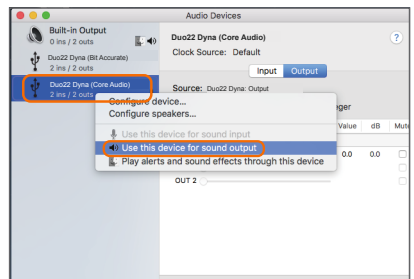 Audio Devices
Built-in Output
0 ins / 2 outs
Duo22 Dyna (Bit Accurate)
2 ins / 2 outs
Duo22 Dyna (Core Audio)
2 ins / 2 outs
Duo22 Dyna (Core Audio)
?
Clock Source: Default
Input Output
Source: Duo22 Dyna: Output
Configure device...
Configure speakers...
Use this device for sound input
Use this device for sound output
Play alerts and sound effects through this device
Value dB Mute
0.0 0.0
OUT 2